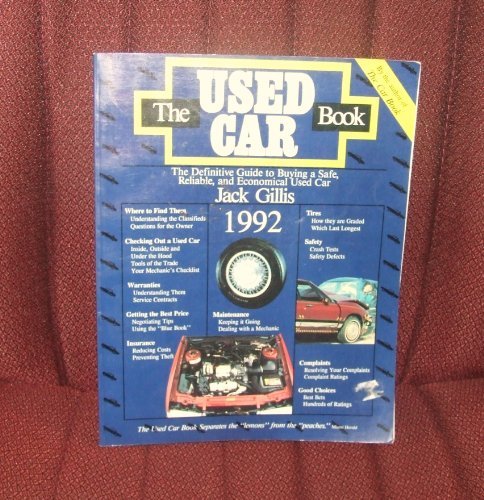 By the author of
The Car Book
The
USED
CAR
Book
The Definitive Guide to Buying a Safe,
Reliable, and Economical Used Car
Jack Gillis
1992
Where to Find Them
Understanding the Classifieds
Questions for the Owner
Checking Out a Used Car
Inside, Outside and
Under the Hood
Tools of the Trade
Your Mechanic's Checklist
Warranties
Understanding Them
Service Contracts
Getting the Best Price
Negotiating Tips
Using the "Blue Book"
Insurance
Reducing Costs
Preventing Theft
Maintenance
Keeping it Going
Dealing with a Mechanic
Tires
How they are Graded
Which Last Longest
Safety
Crash Tests
Safety Defects
Complaints
Resolving Your Complaints
Complaint Ratings
Good Choices
Best Bets
Hundreds of Ratings
The Used Car Book Separates the "lemons" from the "peaches." Miami Herald